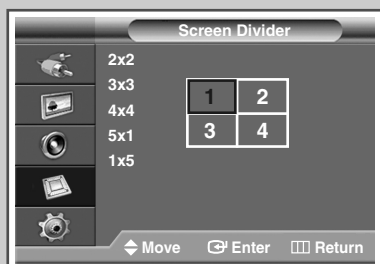 Screen Divider
2x2
3x3
4x4
5x1
1x5
1 2
3 4
Move Enter Return